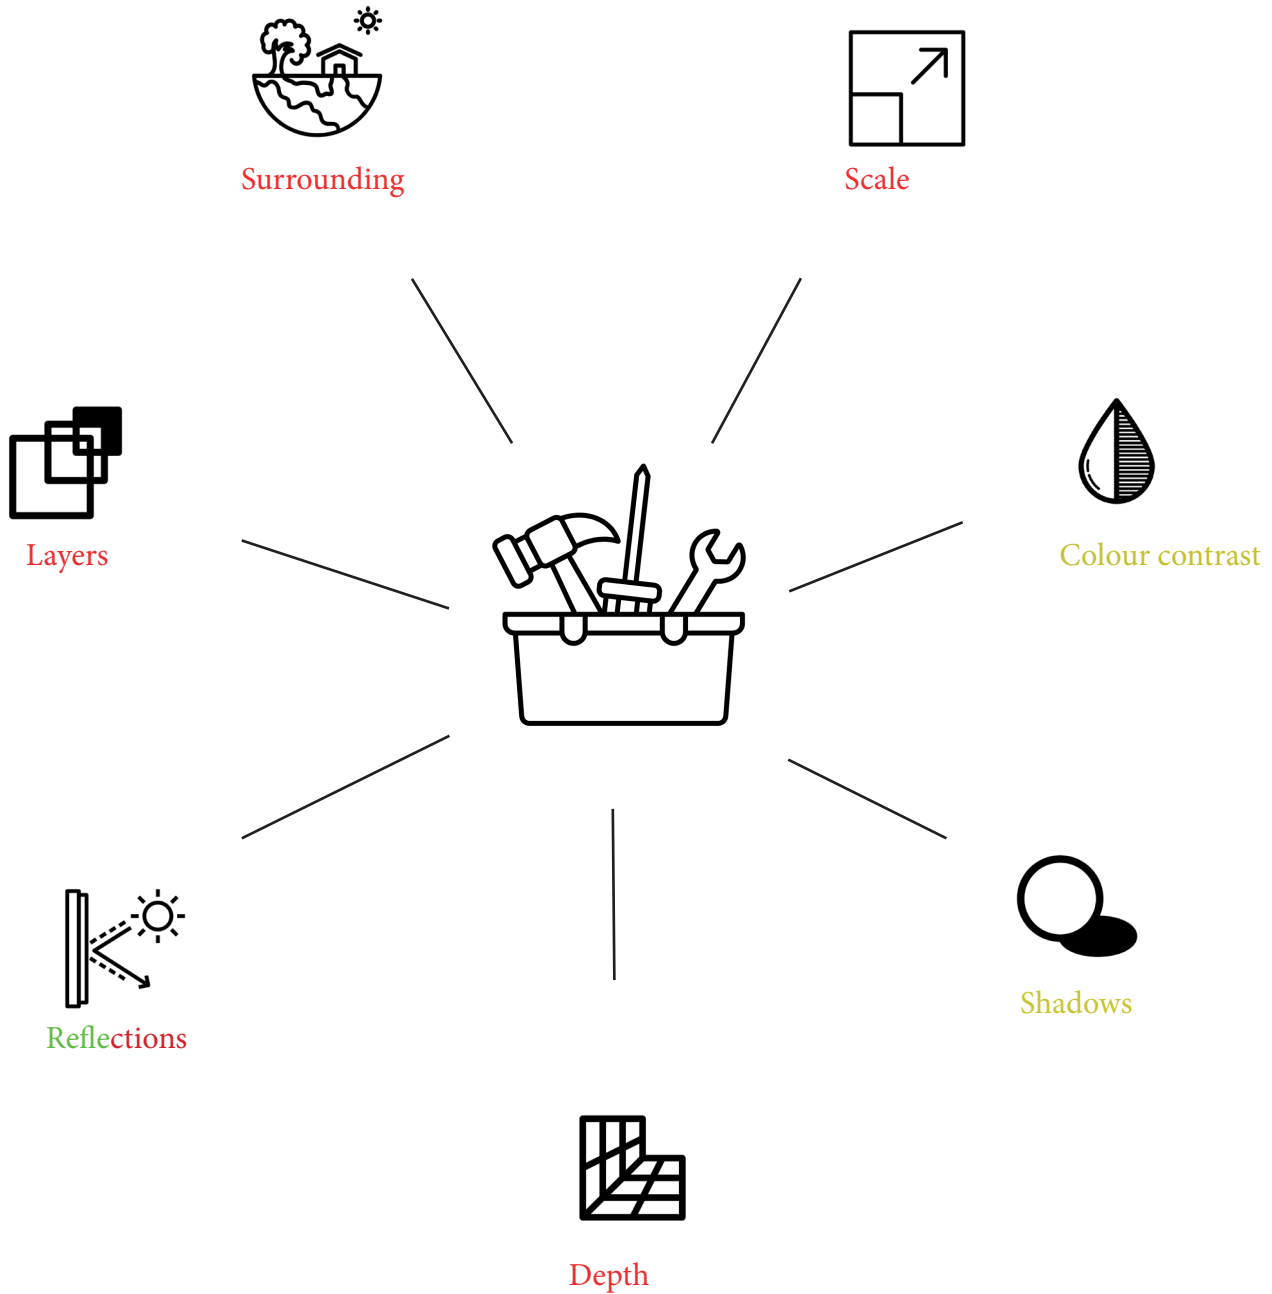 Surrounding
Scale
Layers
Colour contrast
Shadows
Reflections
Depth